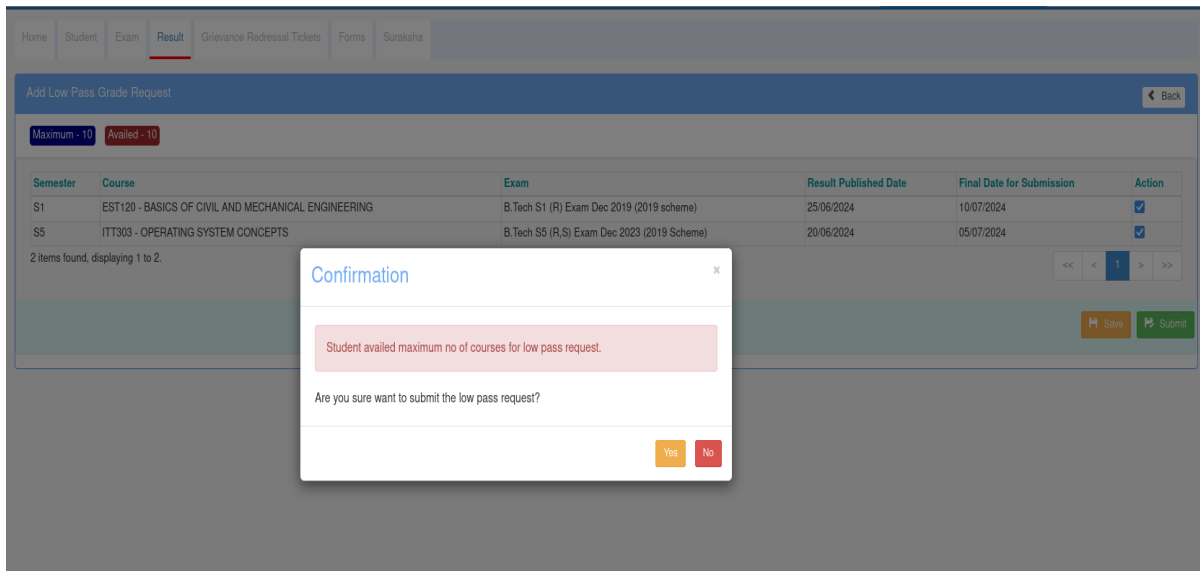 Home Student Exam Result Grievance Redressal Tickets Forms Suraksha
Add Low Pass Grade Request
Back
Maximum - 10 Availed - 10
Semester Course Exam Result Published Date Final Date for Submission Action
S1 EST120 - BASICS OF CIVIL AND MECHANICAL ENGINEERING B.Tech S1 (R) Exam Dec 2019 (2019 scheme) 25/06/2024 10/07/2024
S5 ITT303 - OPERATING SYSTEM CONCEPTS B.Tech S5 (R,S) Exam Dec 2023 (2019 Scheme) 20/06/2024 05/07/2024
2 items found, displaying 1 to 2.
<< < 1 > >>
Save Submit
Confirmation x
Student availed maximum no of courses for low pass request.
Are you sure want to submit the low pass request?
Yes No